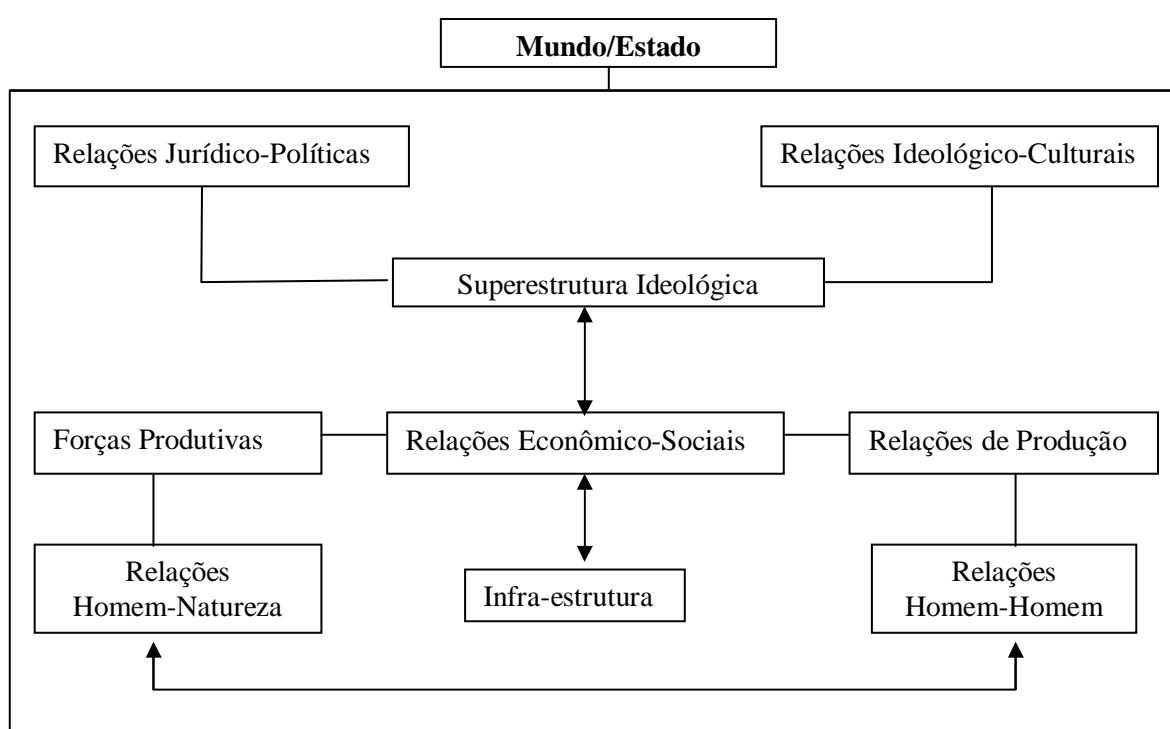 Mundo/Estado
Relações Jurídico-Políticas
Relações Ideológico-Culturais
Superestrutura Ideológica
Forças Produtivas
Relações Econômico-Sociais
Relações de Produção
Relações
Homem-Natureza
Infra-estrutura
Relações
Homem-Homem